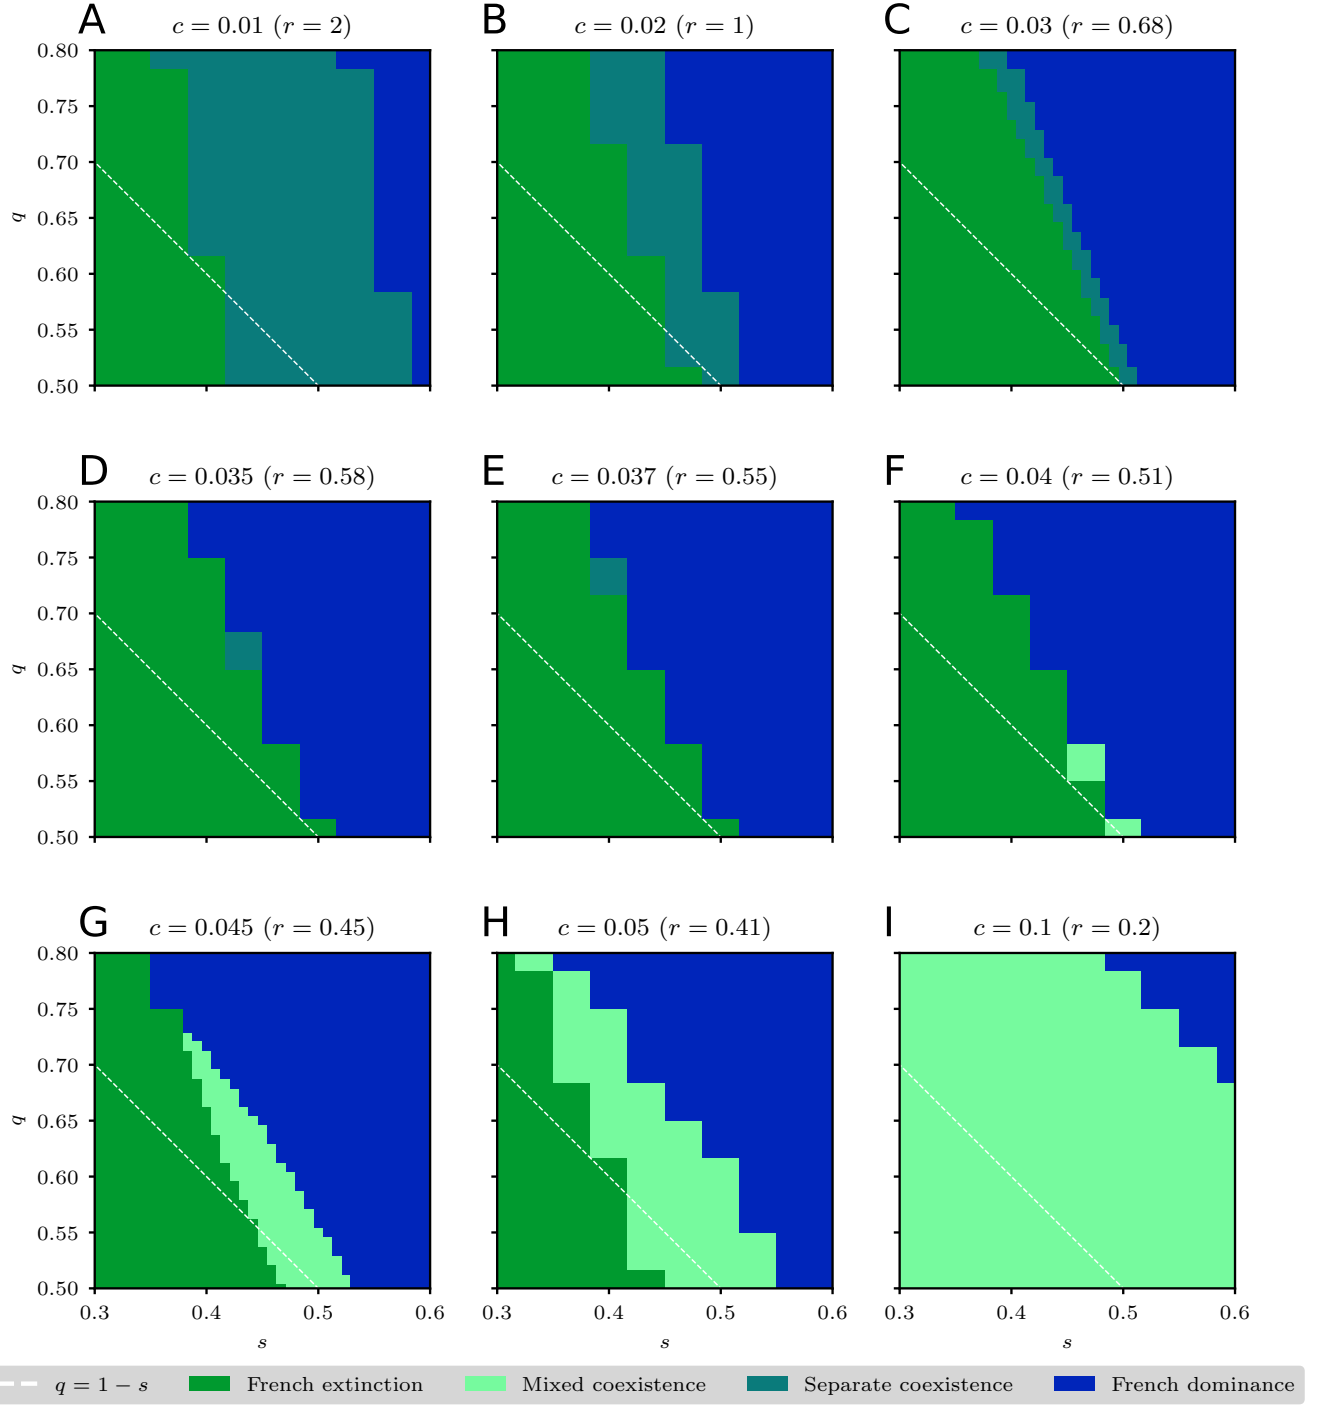 A c = 0.01 (r = 2)
B c = 0.02 (r = 1)
C c = 0.03 (r = 0.68)
0.80
0.75
0.70
0.65
0.60
0.55
0.50
q
D c = 0.035 (r = 0.58)
E c = 0.037 (r = 0.55)
F c = 0.04 (r = 0.51)
0.80
0.75
0.70
0.65
0.60
0.55
0.50
q
G c = 0.045 (r = 0.45)
H c = 0.05 (r = 0.41)
I c = 0.1 (r = 0.2)
0.80
0.75
0.70
0.65
0.60
0.55
0.50
q
0.3 0.4 0.5 0.6
0.3 0.4 0.5 0.6
0.3 0.4 0.5 0.6
s
s
s
q = 1 − s French extinction Mixed coexistence Separate coexistence French dominance